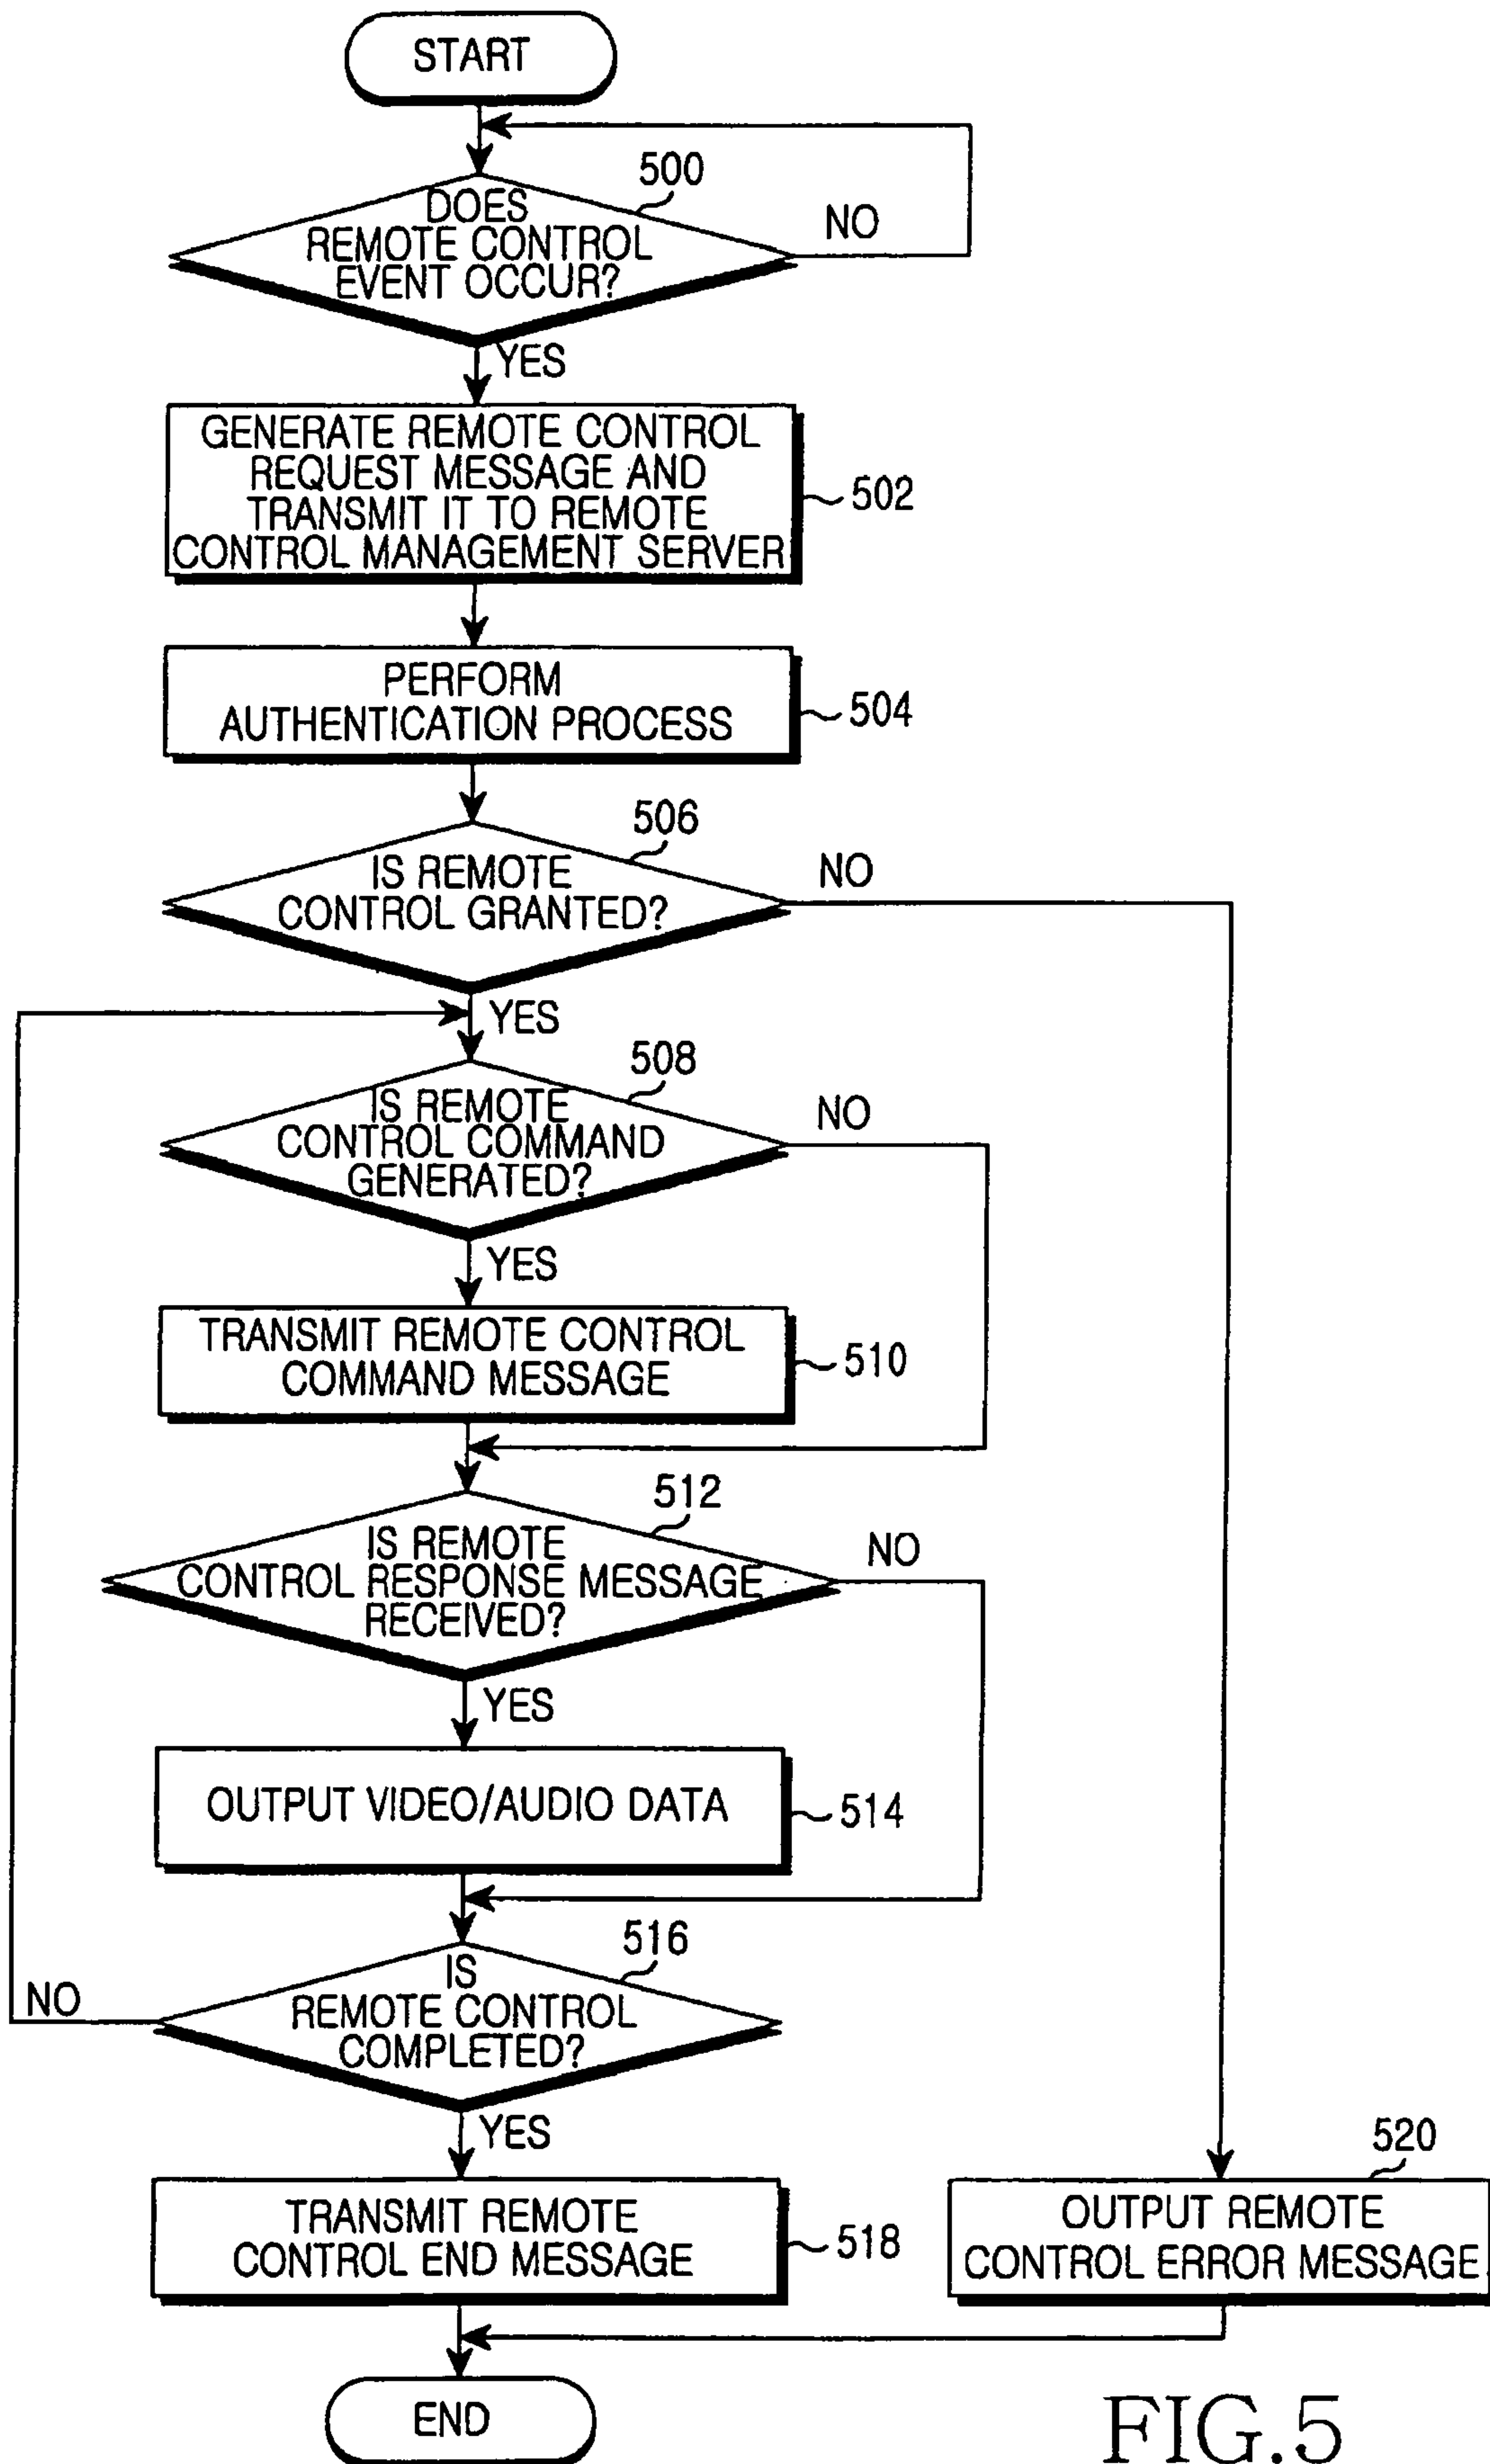 START
500
DOES
REMOTE CONTROL
EVENT OCCUR?
NO
YES
GENERATE REMOTE CONTROL
REQUEST MESSAGE AND
TRANSMIT IT TO REMOTE
CONTROL MANAGEMENT SERVER
502
PERFORM
AUTHENTICATION PROCESS
504
506
IS REMOTE
CONTROL GRANTED?
NO
YES
508
IS REMOTE
CONTROL COMMAND
GENERATED?
NO
YES
TRANSMIT REMOTE CONTROL
COMMAND MESSAGE
510
512
IS REMOTE
CONTROL RESPONSE MESSAGE
RECEIVED?
NO
YES
OUTPUT VIDEO/AUDIO DATA
514
516
IS
REMOTE CONTROL
COMPLETED?
NO
YES
TRANSMIT REMOTE
CONTROL END MESSAGE
518
520
OUTPUT REMOTE
CONTROL ERROR MESSAGE
END
FIG.5